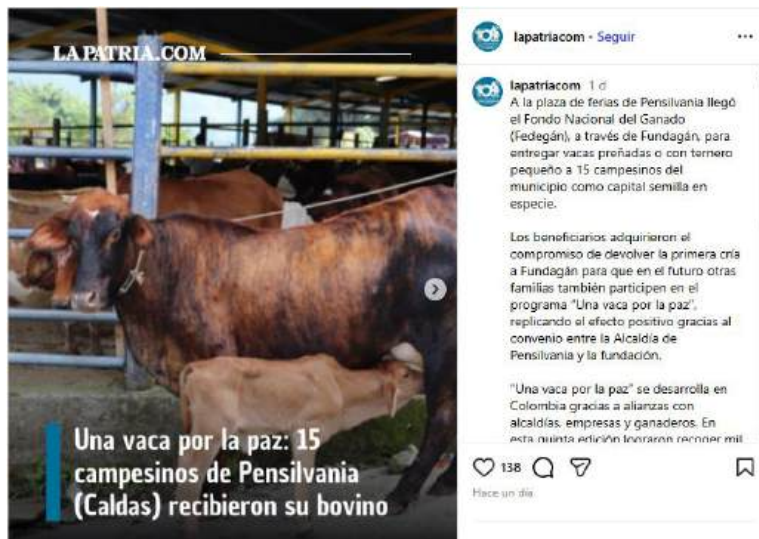 LA PATRIA.COM
Una vaca por la paz: 15
campesinos de Pensilvania
(Caldas) recibieron su bovino
lapatriacom • Seguir
lapatriacom 1 d
A la plaza de ferias de Pensilvania llegó
el Fondo Nacional del Ganado
(Fedegán), a través de Fundagán, para
entregar vacas preñadas o con ternero
pequeño a 15 campesinos del
municipio como capital semilla en
especie.
Los beneficiarios adquirieron el
compromiso de devolver la primera cría
a Fundagán para que en el futuro otras
familias también participen en el
programa "Una vaca por la paz",
replicando el efecto positivo gracias al
convenio entre la Alcaldía de
Pensilvania y la fundación.
"Una vaca por la paz" se desarrolla en
Colombia gracias a alianzas con
alcaldías, empresas y ganaderos. En
esta quinta edición lograron recoger mil
138
Hace un día